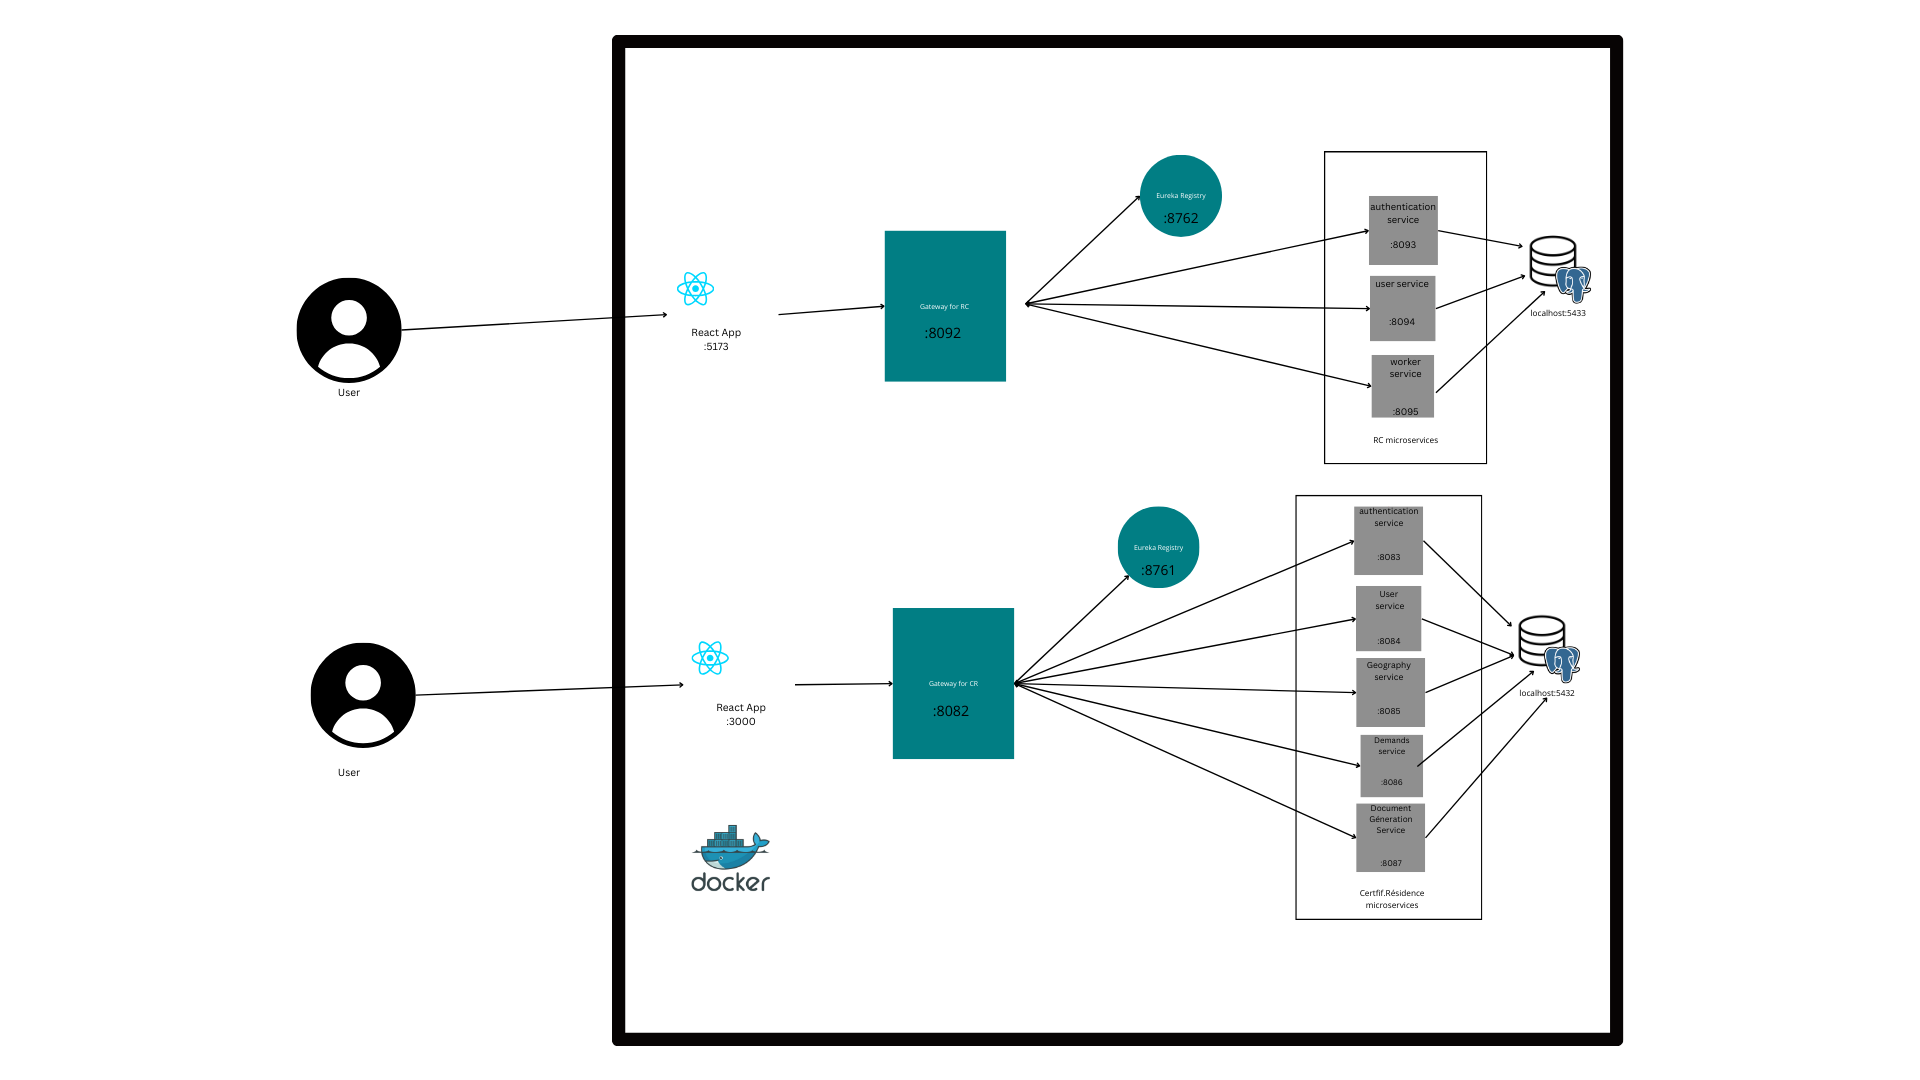 User
React App
:5173
Gateway for RC
:8092
Eureka Registry
:8762
authentication
service
:8093
user service
:8094
worker
service
:8095
RC microservices
localhost:5433
User
React App
:3000
Gateway for CR
:8082
Eureka Registry
:8761
authentication
service
:8083
User
service
:8084
Geography
service
:8085
Demands
service
:8086
Document
Géneration
Service
:8087
Certfif.Résidence
microservices
localhost:5432
docker